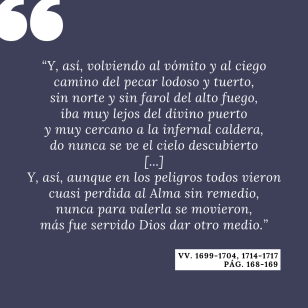 “Y, así, volviendo al vómito y al ciego
camino del pecar lodoso y tuerto,
sin norte y sin farol del alto fuego,
iba muy lejos del divino puerto
y muy cercano a la infernal caldera,
do nunca se ve el cielo descubierto
[...]
Y, así, aunque en los peligros todos vieron
cuasi perdida al Alma sin remedio,
nunca para valerla se movieron,
más fue servido Dios dar otro medio.”
VV. 1699-1704, 1714-1717
PÁG. 168-169